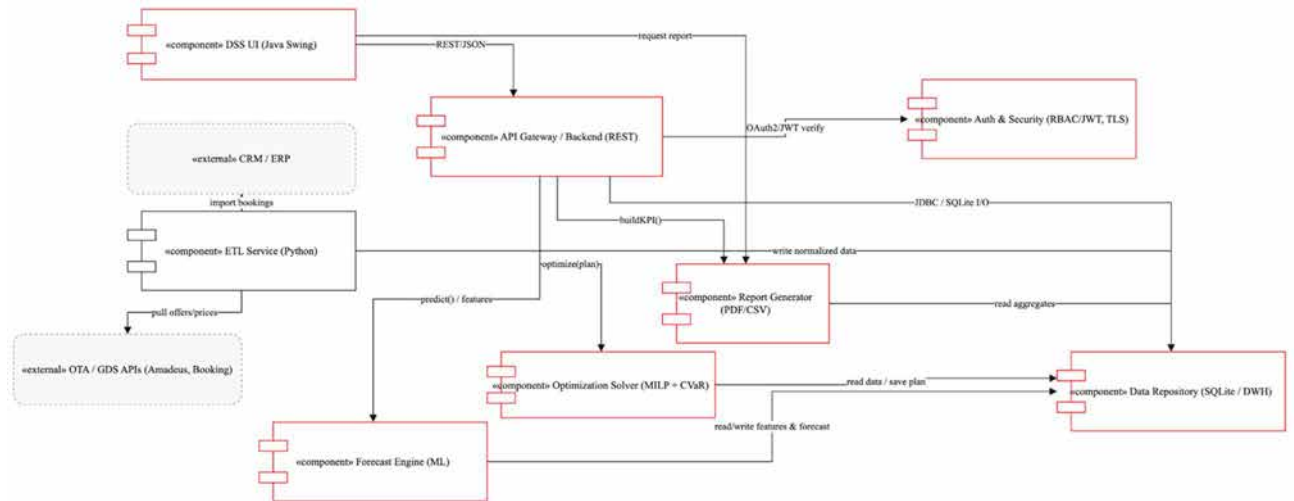 «component» DSS UI (Java Swing)
request report
REST/JSON
«component» API Gateway / Backend (REST)
OAuth2/JWT verify
«component» Auth & Security (RBAC/JWT, TLS)
«external» CRM / ERP
import bookings
JDBC / SQLite I/O
buildKPI()
«component» ETL Service (Python)
write normalized data
optimize(plan)
predict() / features
«component» Report Generator
(PDF/CSV)
read aggregates
pull offers/prices
«external» OTA / GDS APIs (Amadeus, Booking)
«component» Optimization Solver (MILP + CVaR)
read data / save plan
«component» Data Repository (SQLite / DWH)
read/write features & forecast
«component» Forecast Engine (ML)